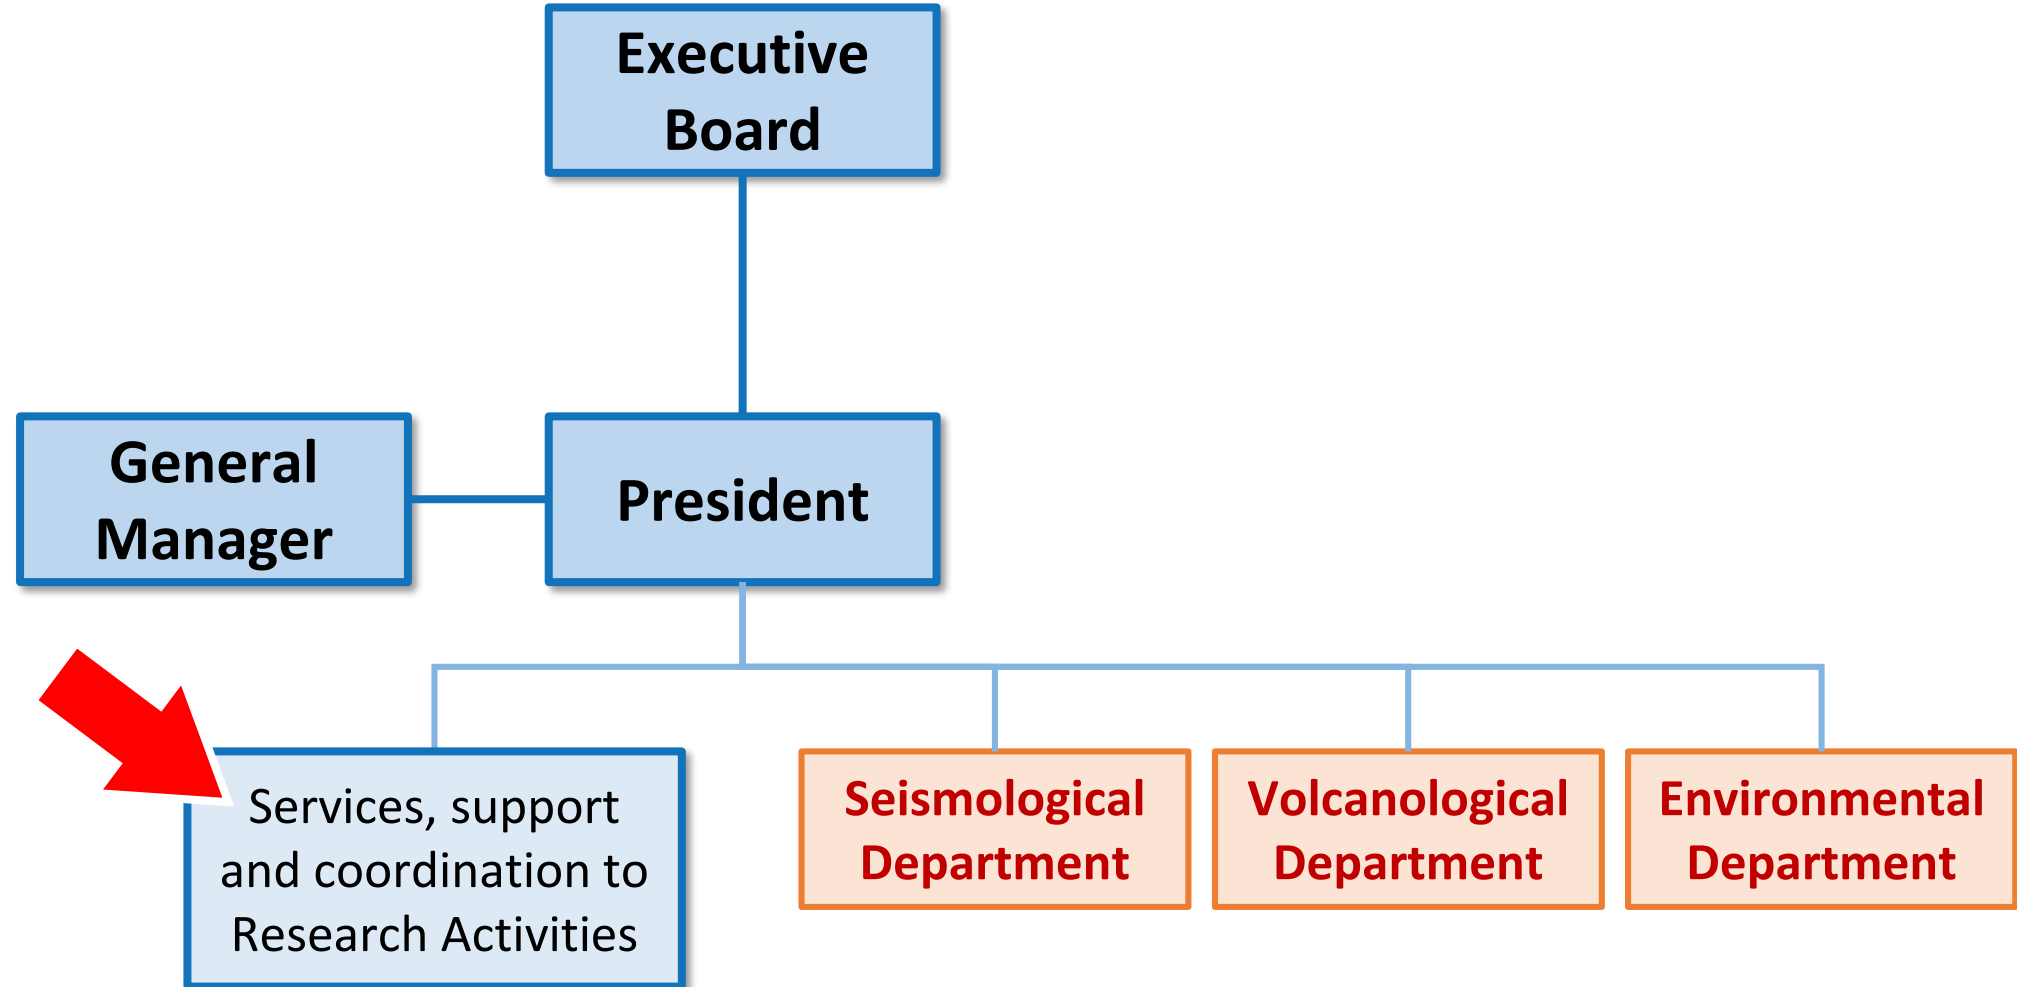 Executive
Board
General
Manager
President
Services, support
and coordination to
Research Activities
Seismological
Department
Volcanological
Department
Environmental
Department